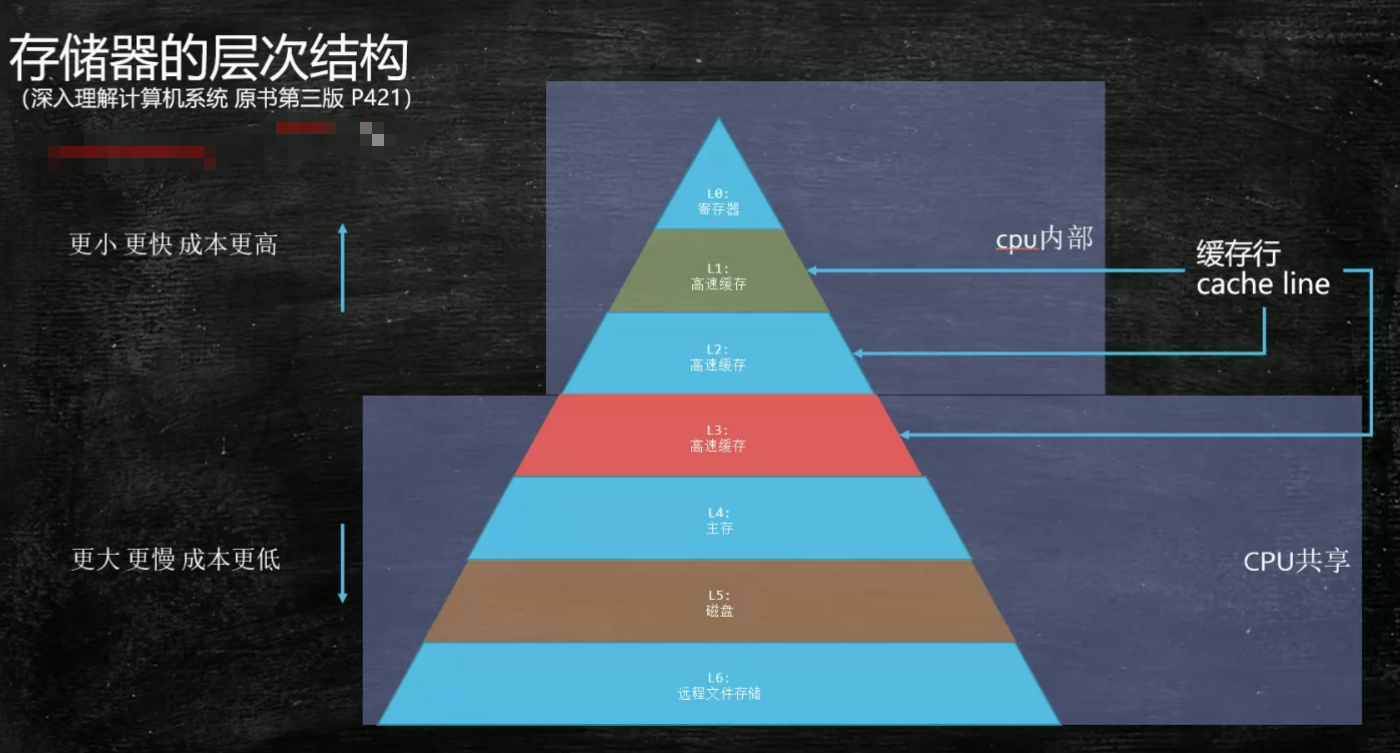 存储器的层次结构
(深入理解计算机系统 原书第三版 P421)
更小 更快 成本更高
更大 更慢 成本更低
L0:
寄存器
L1:
高速缓存
L2:
高速缓存
L3:
高速缓存
L4:
主存
L5:
磁盘
L6:
远程文件存储
cpu内部
缓存行
cache line
CPU共享